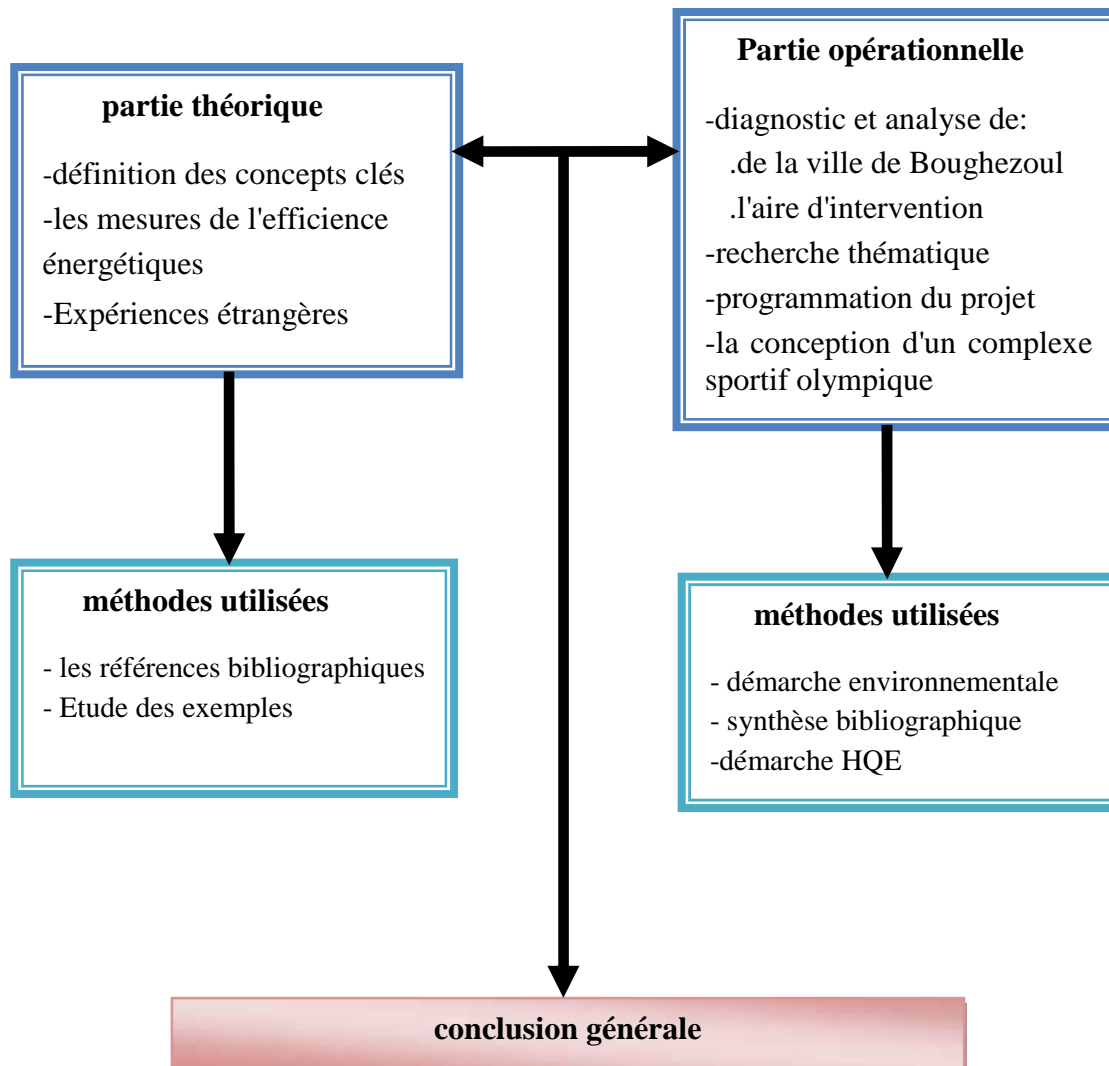 partie théorique
-définition des concepts clés
-les mesures de l'efficience
énergétiques
-Expériences étrangères
Partie opérationnelle
-diagnostic et analyse de:
.de la ville de Boughezoul
.l'aire d'intervention
-recherche thématique
-programmation du projet
-la conception d'un complexe
sportif olympique
méthodes utilisées
- les références bibliographiques
- Etude des exemples
méthodes utilisées
- démarche environnementale
- synthèse bibliographique
-démarche HQE
conclusion générale